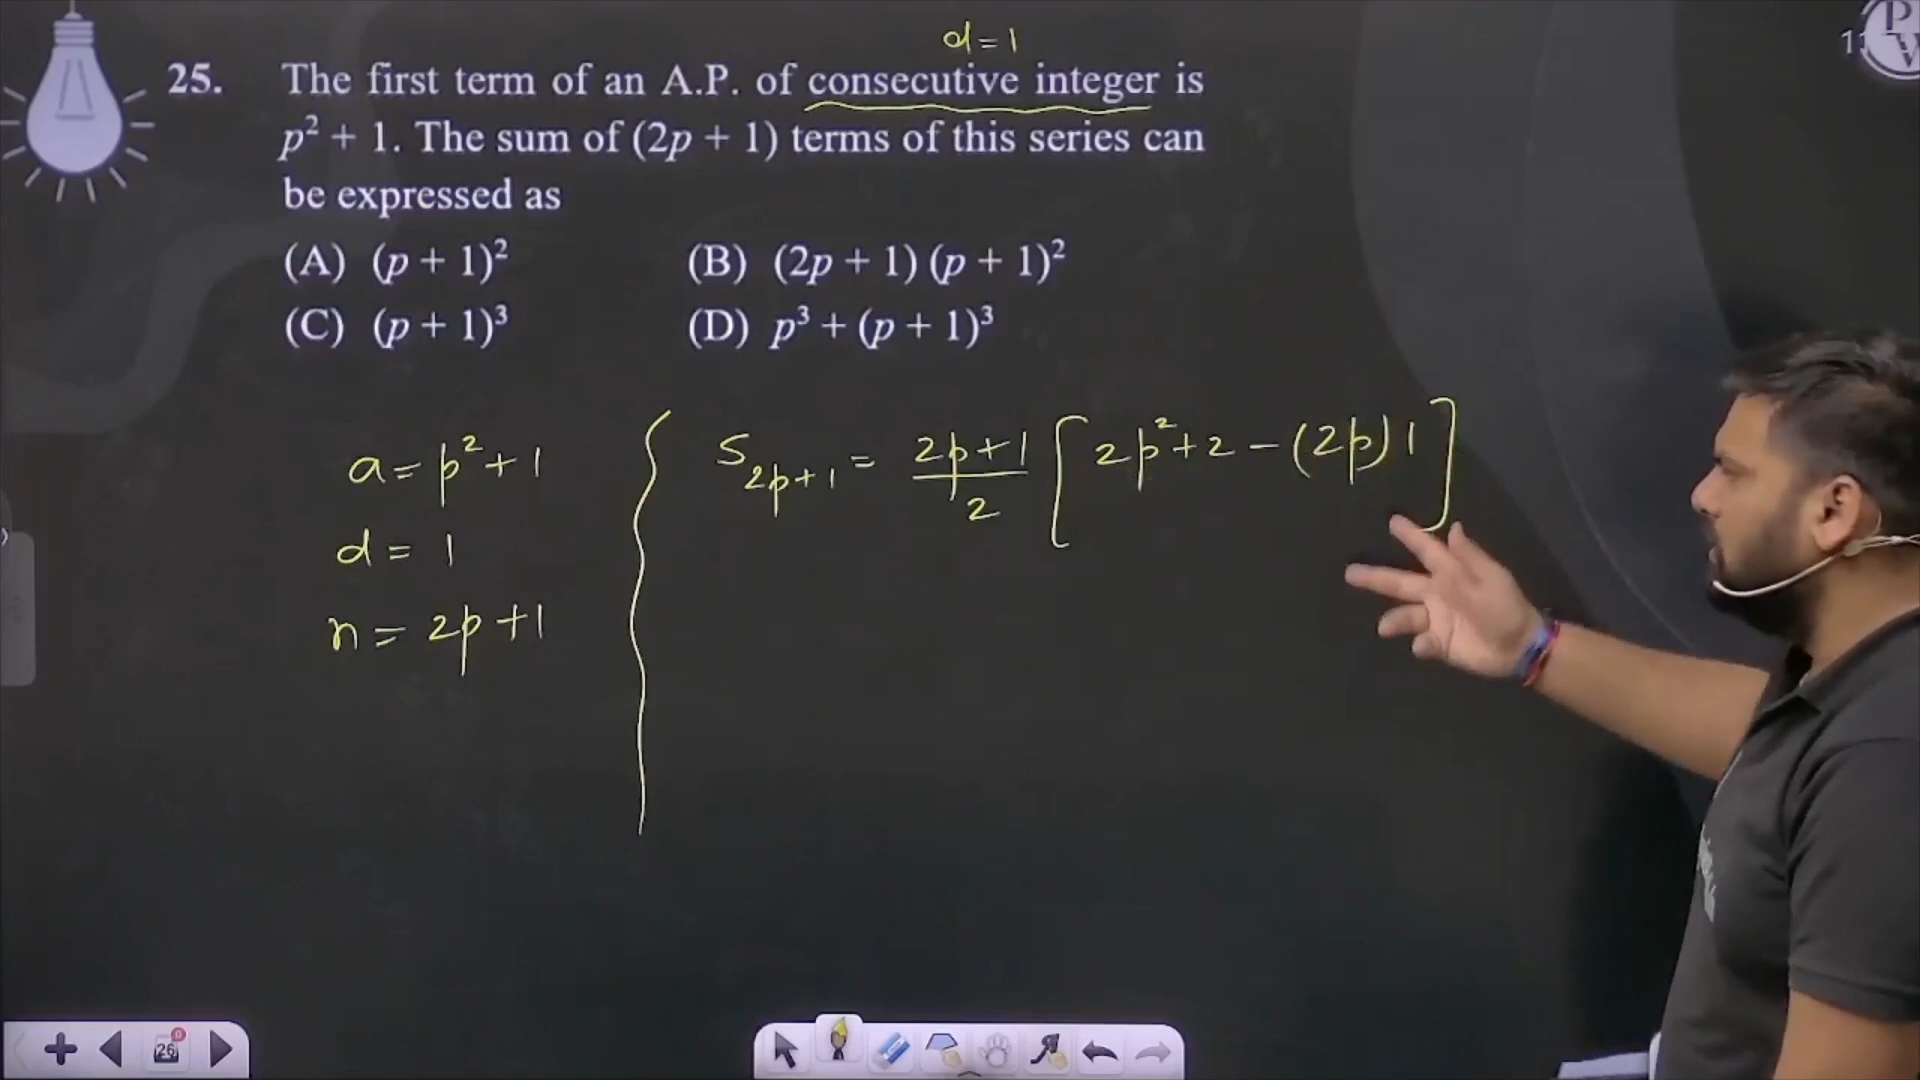 d=1
25. The first term of an A.P. of consecutive integer is
p² + 1. The sum of (2p + 1) terms of this series can
be expressed as
(A) (p + 1)² (B) (2p + 1) (p + 1)²
(C) (p + 1)³ (D) p³ + (p + 1)³
a = p² + 1
d = 1
n = 2p + 1
S₂ₚ₊₁ = (2p+1)/2 [2p² + 2 − (2p) 1]
26